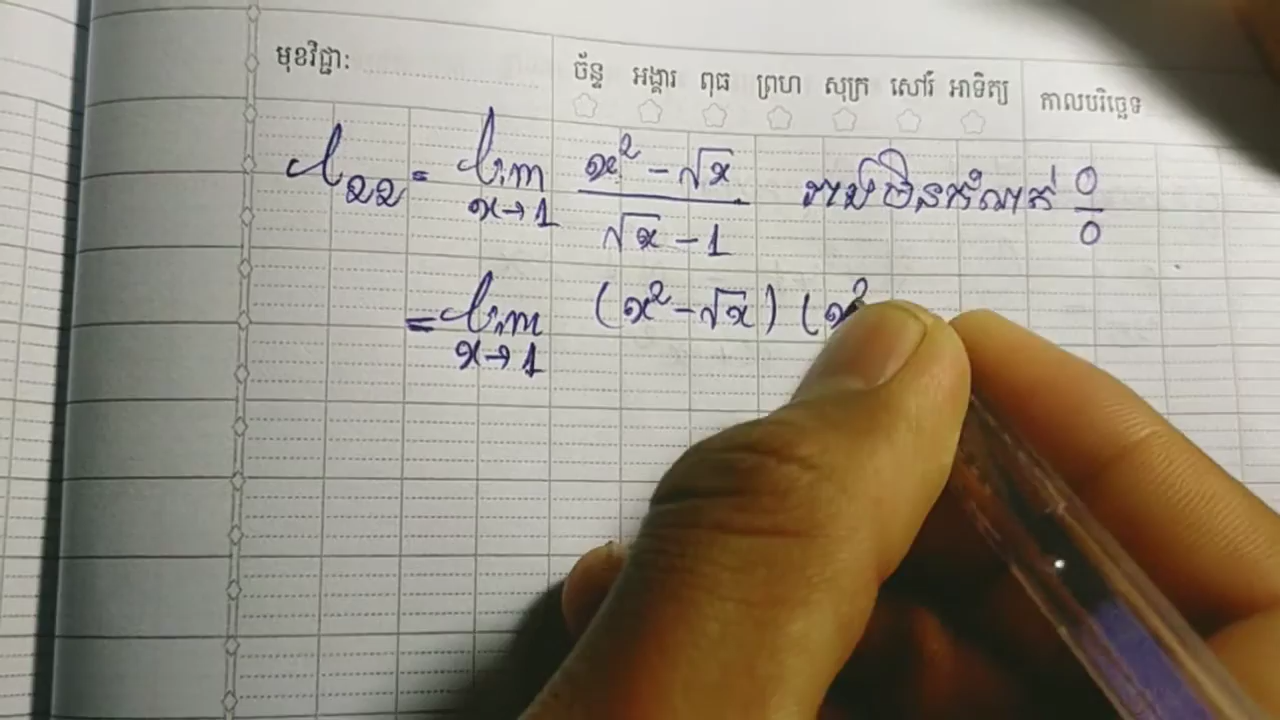 មុខវិជ្ជា:
ច័ន្ទ អង្គារ ពុធ ព្រហ សុក្រ សៅរ៍ អាទិត្យ
កាលបរិច្ឆេទ
l₂₂ = lim x→1 (x² − √x)/(√x − 1) រាងមិនកំណត់ 0/0
= lim x→1 (x² − √x) (x²